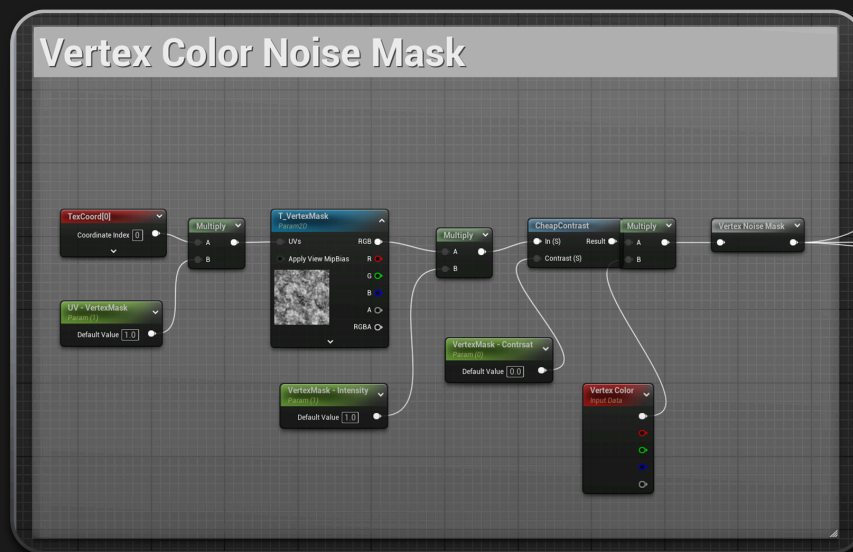 Vertex Color Noise Mask
TexCoord[0]
Coordinate Index 0
Multiply
A
B
UV - VertexMask
Param (1)
Default Value 1.0
T_VertexMask
Param2D
UVs
RGB
Apply View MipBias
R
G
B
A
RGBA
VertexMask - Intensity
Param (1)
Default Value 1.0
Multiply
A
B
VertexMask - Contrsat
Param (0)
Default Value 0.0
CheapContrast
In (S)
Result
Contrast (S)
Multiply
A
B
Vertex Color
Input Data
Vertex Noise Mask